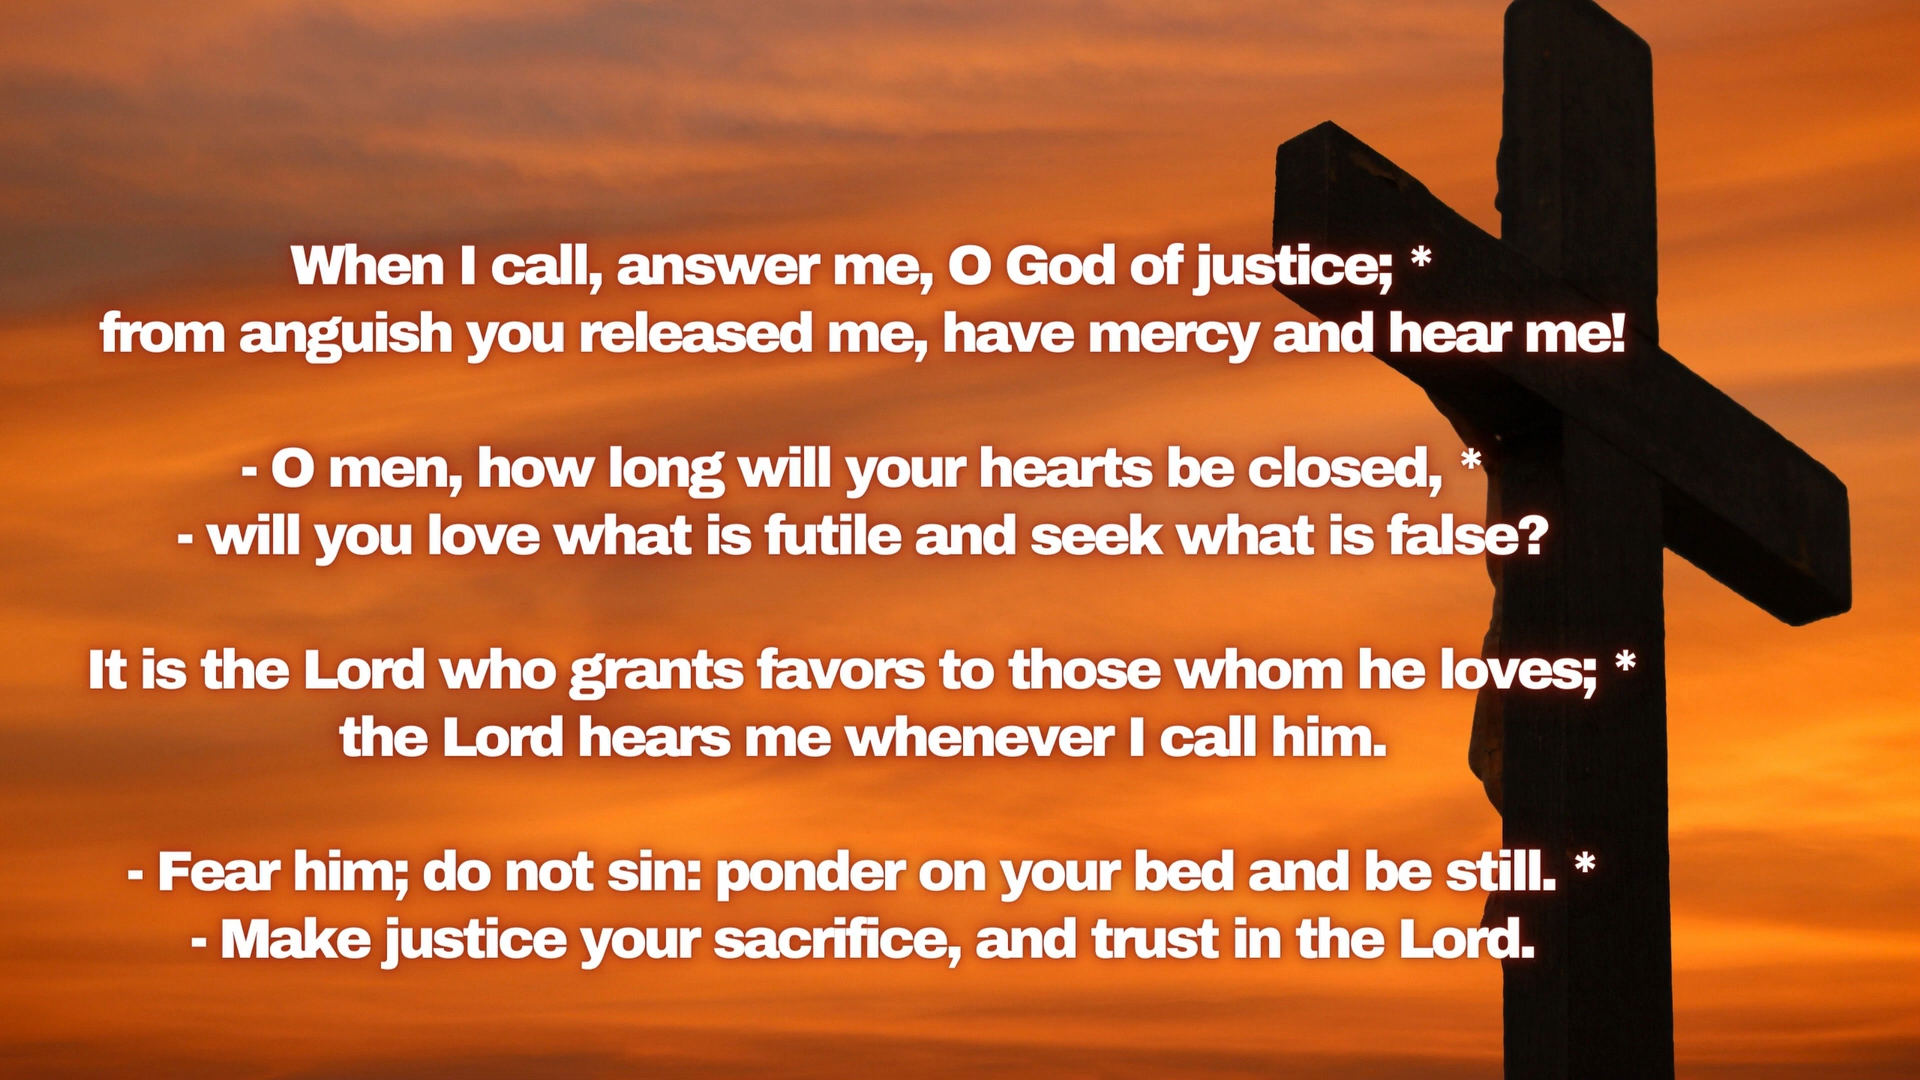 When I call, answer me, O God of justice; *
from anguish you released me, have mercy and hear me!
- O men, how long will your hearts be closed, *
- will you love what is futile and seek what is false?
It is the Lord who grants favors to those whom he loves; *
the Lord hears me whenever I call him.
- Fear him; do not sin: ponder on your bed and be still. *
- Make justice your sacrifice, and trust in the Lord.